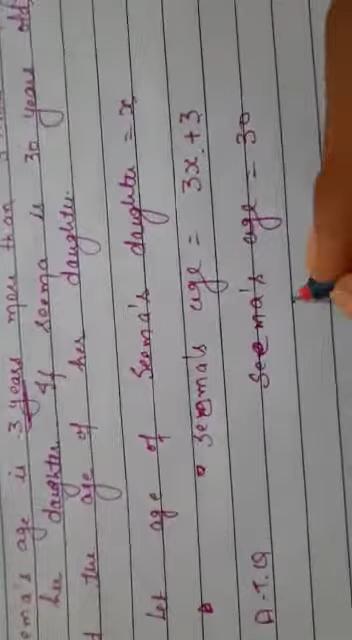 ema's age is 3 years more than
her daughter. If Seema is 30 years old,
the age of her daughter.
Let age of Seema's daughter = x
Seema's age = 3x + 3
A.T.Q Seema's age = 30